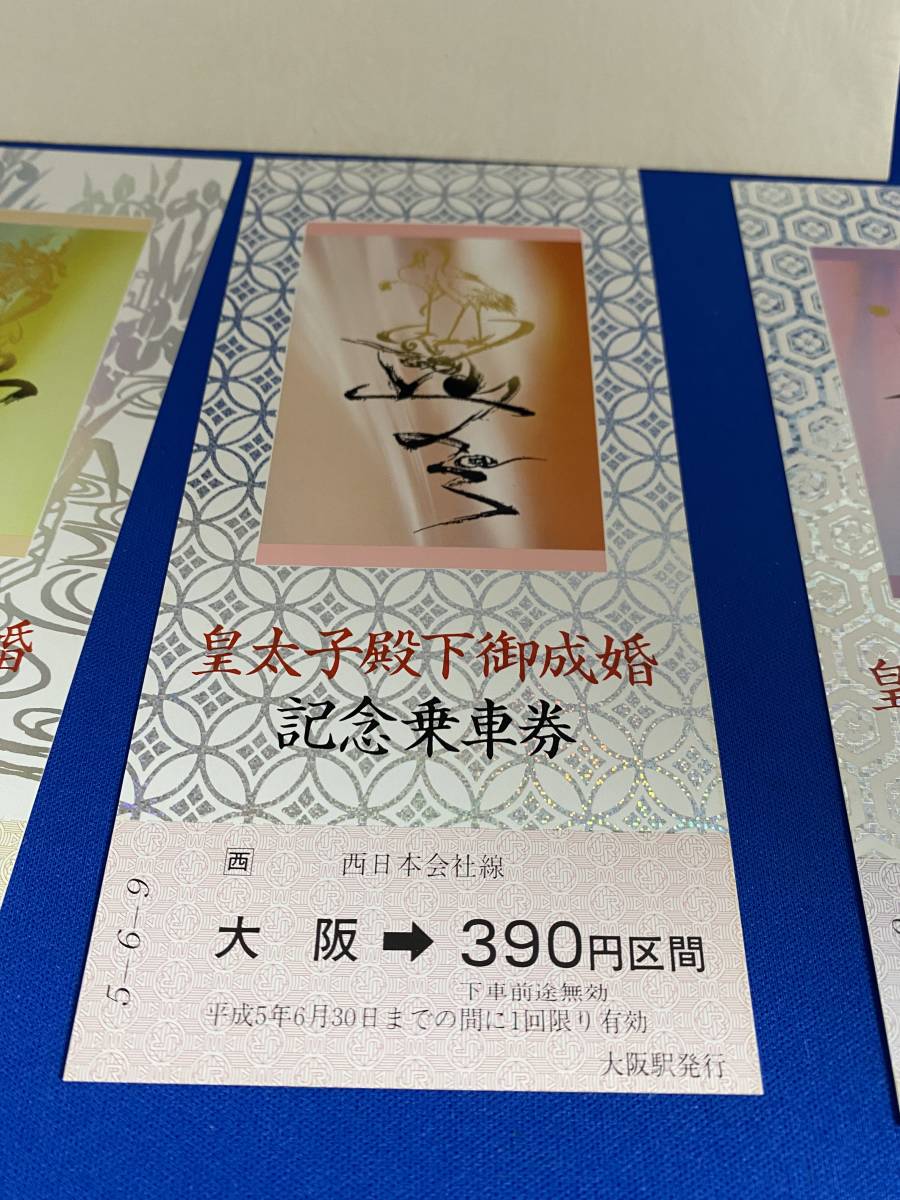 皇太子殿下御成婚
記念乗車券
西 西日本会社線
5-6-9
大阪➡390円区間
下車前途無効
平成5年6月30日までの間に1回限り有効
大阪駅発行
婚
皇